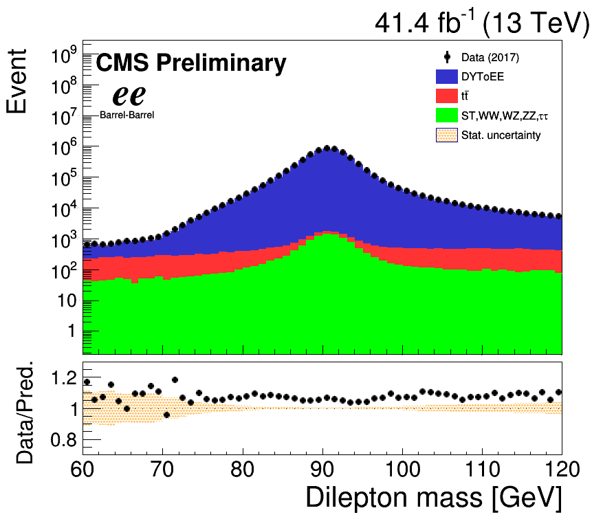 41.4 fb⁻¹ (13 TeV)
Event
CMS Preliminary
ee
Barrel-Barrel
Data (2017)
DYToEE
tt̄
ST,WW,WZ,ZZ,ττ
Stat. uncertainty
10⁹
10⁸
10⁷
10⁶
10⁵
10⁴
10³
10²
10
1
Data/Pred.
1.2
1
0.8
60 70 80 90 100 110 120
Dilepton mass [GeV]